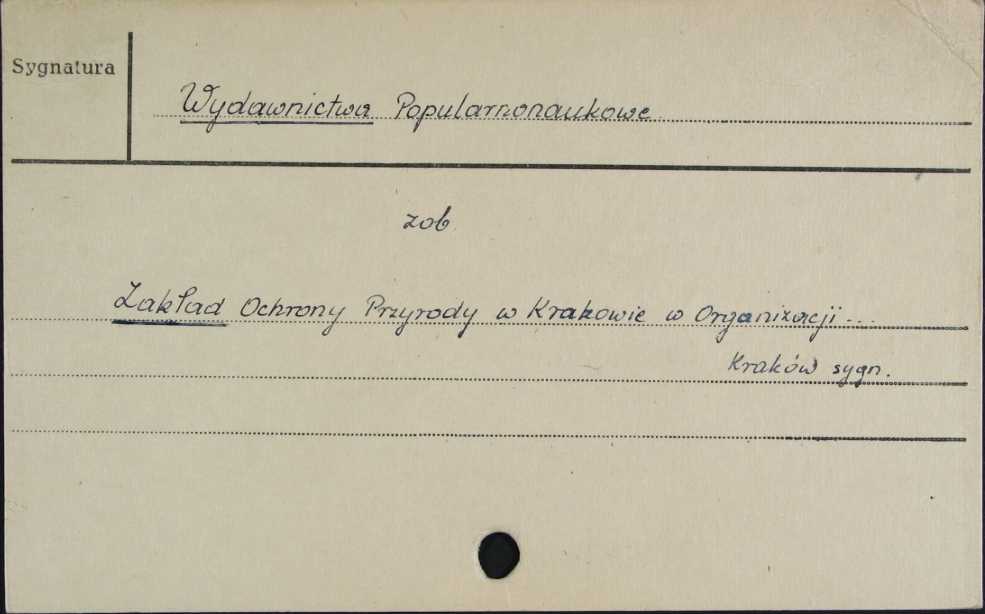 Sygnatura
Wydawnictwa Popularnonaukowe
zob.
Zakład Ochrony Przyrody w Krakowie w Organizacji...
Kraków sygn.